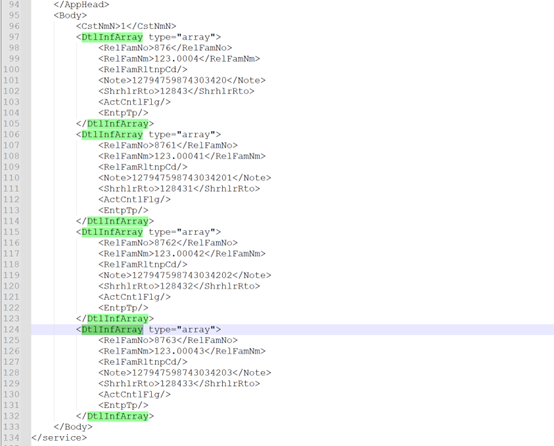 94 </AppHead>
95 <Body>
96 <CstNmN>1</CstNmN>
97 <DtlInfArray type="array">
98 <RelFamNo>876</RelFamNo>
99 <RelFamNm>123.0004</RelFamNm>
100 <RelFamRltnpCd/>
101 <Note>12794759874303420</Note>
102 <ShrhlrRto>12843</ShrhlrRto>
103 <ActCntlFlg/>
104 <EntpTp/>
105 </DtlInfArray>
106 <DtlInfArray type="array">
107 <RelFamNo>8761</RelFamNo>
108 <RelFamNm>123.00041</RelFamNm>
109 <RelFamRltnpCd/>
110 <Note>127947598743034201</Note>
111 <ShrhlrRto>128431</ShrhlrRto>
112 <ActCntlFlg/>
113 <EntpTp/>
114 </DtlInfArray>
115 <DtlInfArray type="array">
116 <RelFamNo>8762</RelFamNo>
117 <RelFamNm>123.00042</RelFamNm>
118 <RelFamRltnpCd/>
119 <Note>127947598743034202</Note>
120 <ShrhlrRto>128432</ShrhlrRto>
121 <ActCntlFlg/>
122 <EntpTp/>
123 </DtlInfArray>
124 <DtlInfArray type="array">
125 <RelFamNo>8763</RelFamNo>
126 <RelFamNm>123.00043</RelFamNm>
127 <RelFamRltnpCd/>
128 <Note>127947598743034203</Note>
129 <ShrhlrRto>128433</ShrhlrRto>
130 <ActCntlFlg/>
131 <EntpTp/>
132 </DtlInfArray>
133 </Body>
134 </service>